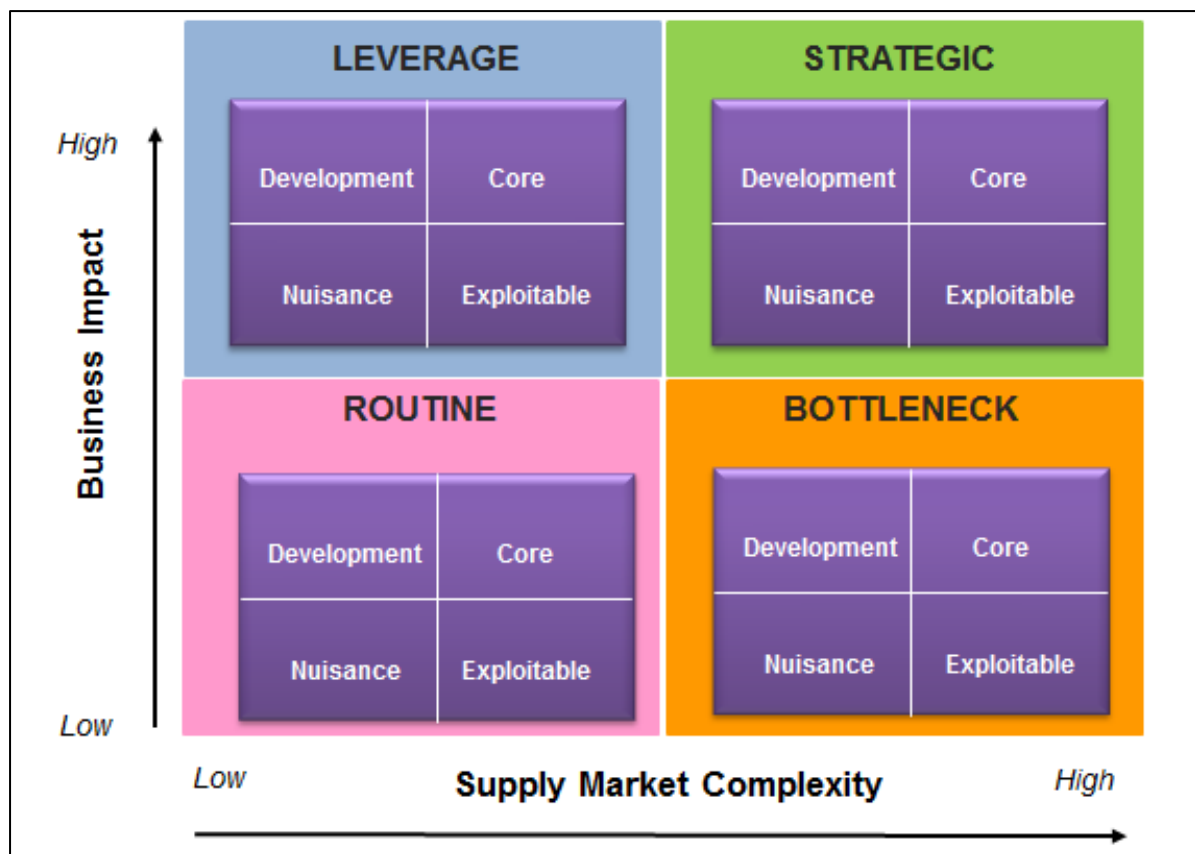 LEVERAGE
STRATEGIC
High
Development Core
Nuisance Exploitable
Development Core
Nuisance Exploitable
Business Impact
ROUTINE
BOTTLENECK
Development Core
Nuisance Exploitable
Development Core
Nuisance Exploitable
Low
Low
Supply Market Complexity
High